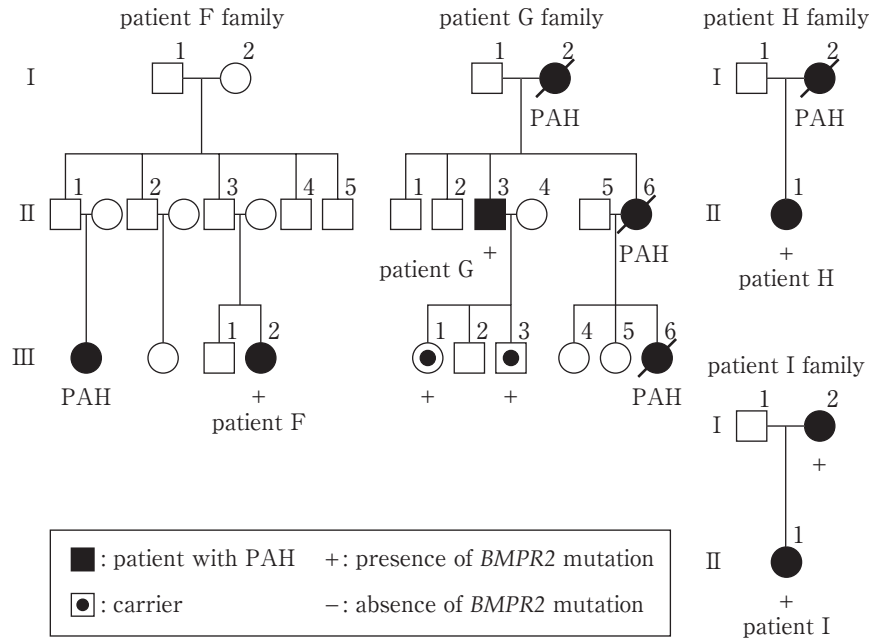 patient F family
patient G family
patient H family
I
1
2
1
2
PAH
1
2
PAH
II
1
2
3
4
5
1
2
3
4
5
6
+
patient G
PAH
II
1
+
patient H
III
PAH
1
2
+
patient F
1
+
2
3
+
4
5
6
PAH
patient I family
I
1
2
+
II
1
+
patient I
: patient with PAH
+: presence of BMPR2 mutation
: carrier
−: absence of BMPR2 mutation
I